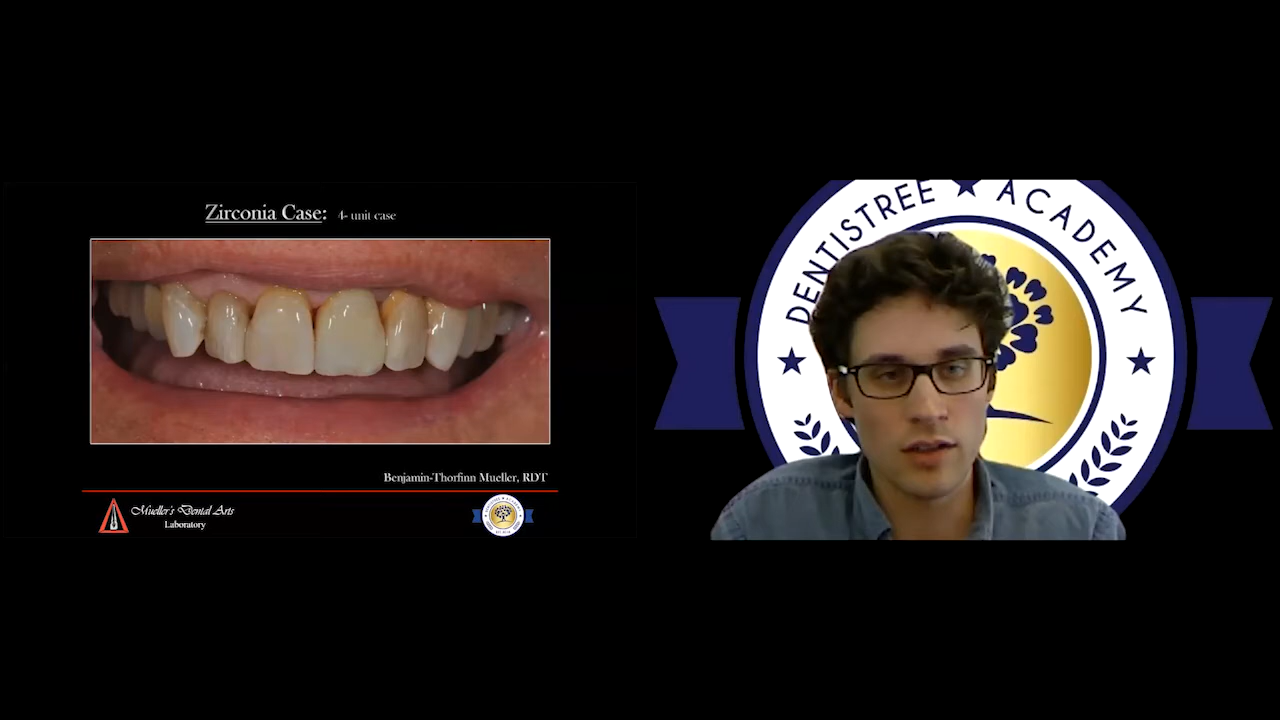 Zirconia Case: 4- unit case
Benjamin-Thorfinn Mueller, RDT
Mueller's Dental Arts
Laboratory
DENTISTREE ★ ACADEMY